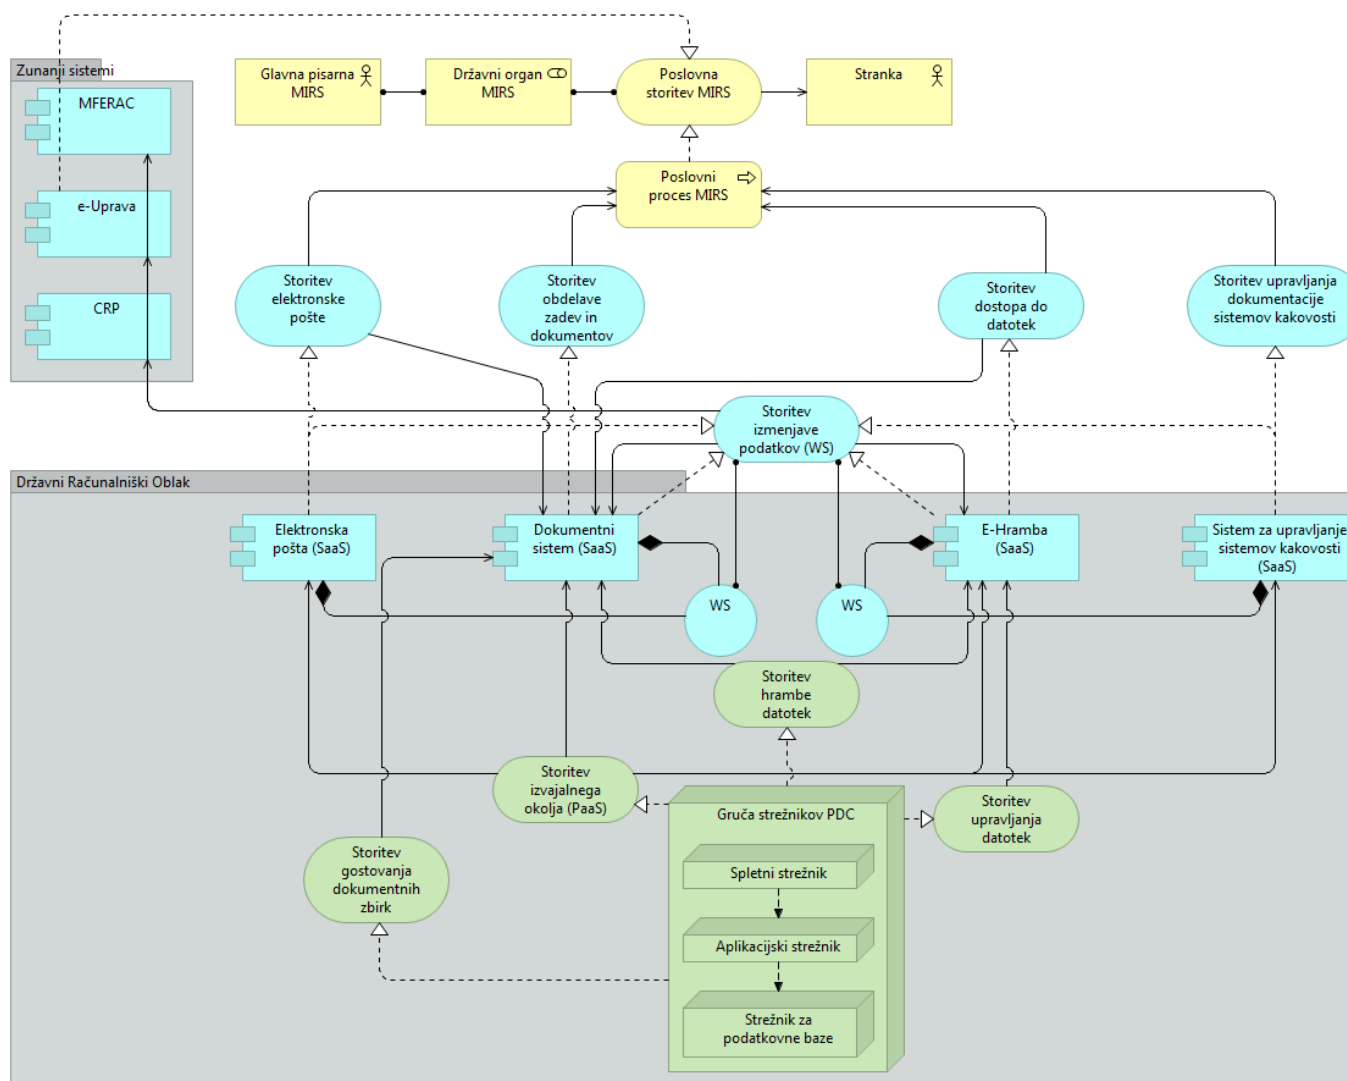 Zunanji sistemi
MFERAC
e-Uprava
CRP
Glavna pisarna
MIRS
Državni organ
MIRS
Poslovna
storitev MIRS
Stranka
Poslovni
proces MIRS
Storitev
elektronske
pošte
Storitev
obdelave
zadev in
dokumentov
Storitev
dostopa do
datotek
Storitev upravljanja
dokumentacije
sistemov kakovosti
Storitev
izmenjave
podatkov (WS)
Državni Računalniški Oblak
Elektronska
pošta (SaaS)
Dokumentni
sistem (SaaS)
E-Hramba
(SaaS)
Sistem za upravljanje
sistemov kakovosti
(SaaS)
WS
WS
Storitev
hrambe
datotek
Storitev
izvajalnega
okolja (PaaS)
Storitev
upravljanja
datotek
Storitev
gostovanja
dokumentnih
zbirk
Gruča strežnikov PDC
Spletni strežnik
Aplikacijski strežnik
Strežnik za
podatkovne baze